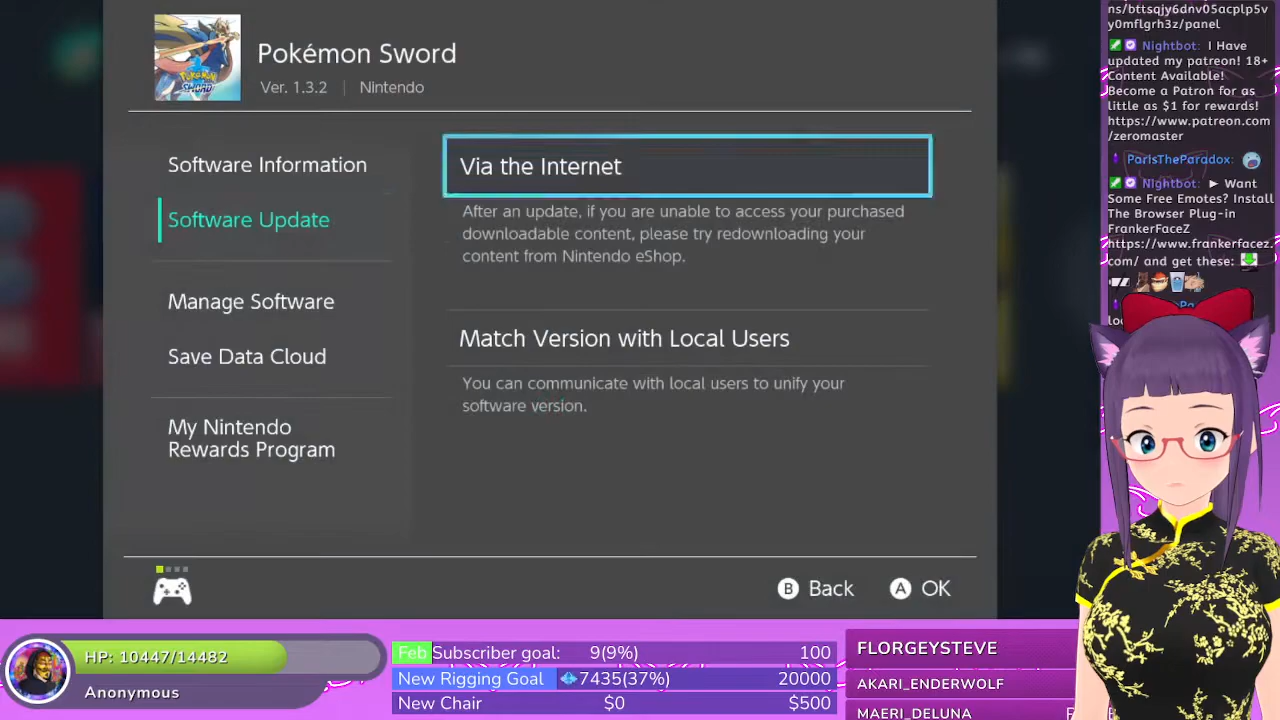 Pokémon Sword
Ver. 1.3.2 | Nintendo
Software Information
Software Update
Manage Software
Save Data Cloud
My Nintendo
Rewards Program
Via the Internet
After an update, if you are unable to access your purchased
downloadable content, please try redownloading your
content from Nintendo eShop.
Match Version with Local Users
You can communicate with local users to unify your
software version.
B Back
A OK
ns/bttsqjy6dnv05acplp5v
y0mflgrh3z/panel
Nightbot: I Have
updated my patreon! 18+
Content Available!
Become a Patron for as
little as $1 for rewards!
https://www.patreon.com
/zeromaster
ParIsTheParadox:
Nightbot: ► Want
Some Free Emotes? Install
The Browser Plug-in
FrankerFaceZ
https://www.frankerfacez.
com/ and get these:
HP: 10447/14482
Anonymous
Feb Subscriber goal: 9(9%) 100
New Rigging Goal 7435(37%) 20000
New Chair $0 $500
FLORGEYSTEVE
AKARI_ENDERWOLF
MAERI_DELUNA